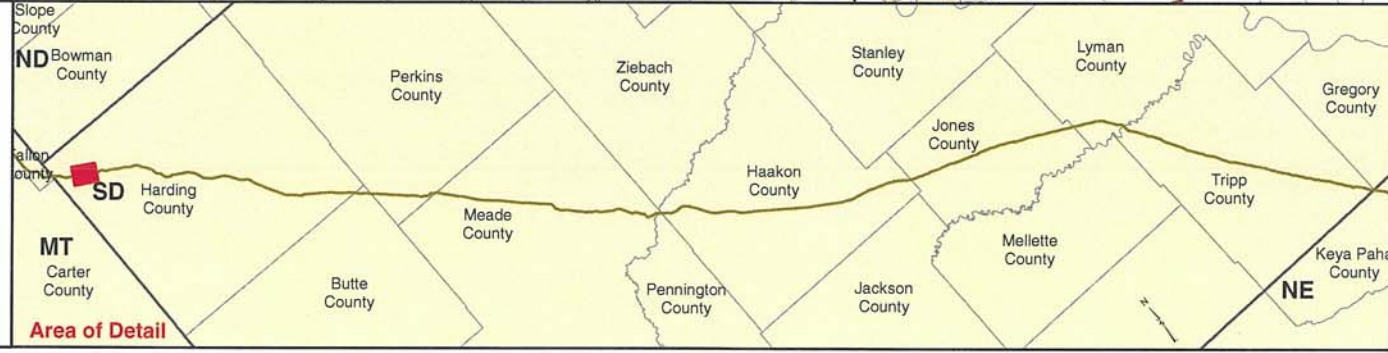 Slope
County
ND
Bowman
County
Perkins
County
Ziebach
County
Stanley
County
Lyman
County
Gregory
County
Jones
County
allon
ounty
SD
Harding
County
Haakon
County
Tripp
County
Meade
County
Mellette
County
MT
Carter
County
Butte
County
Pennington
County
Jackson
County
Keya Paha
County
NE
N
Area of Detail